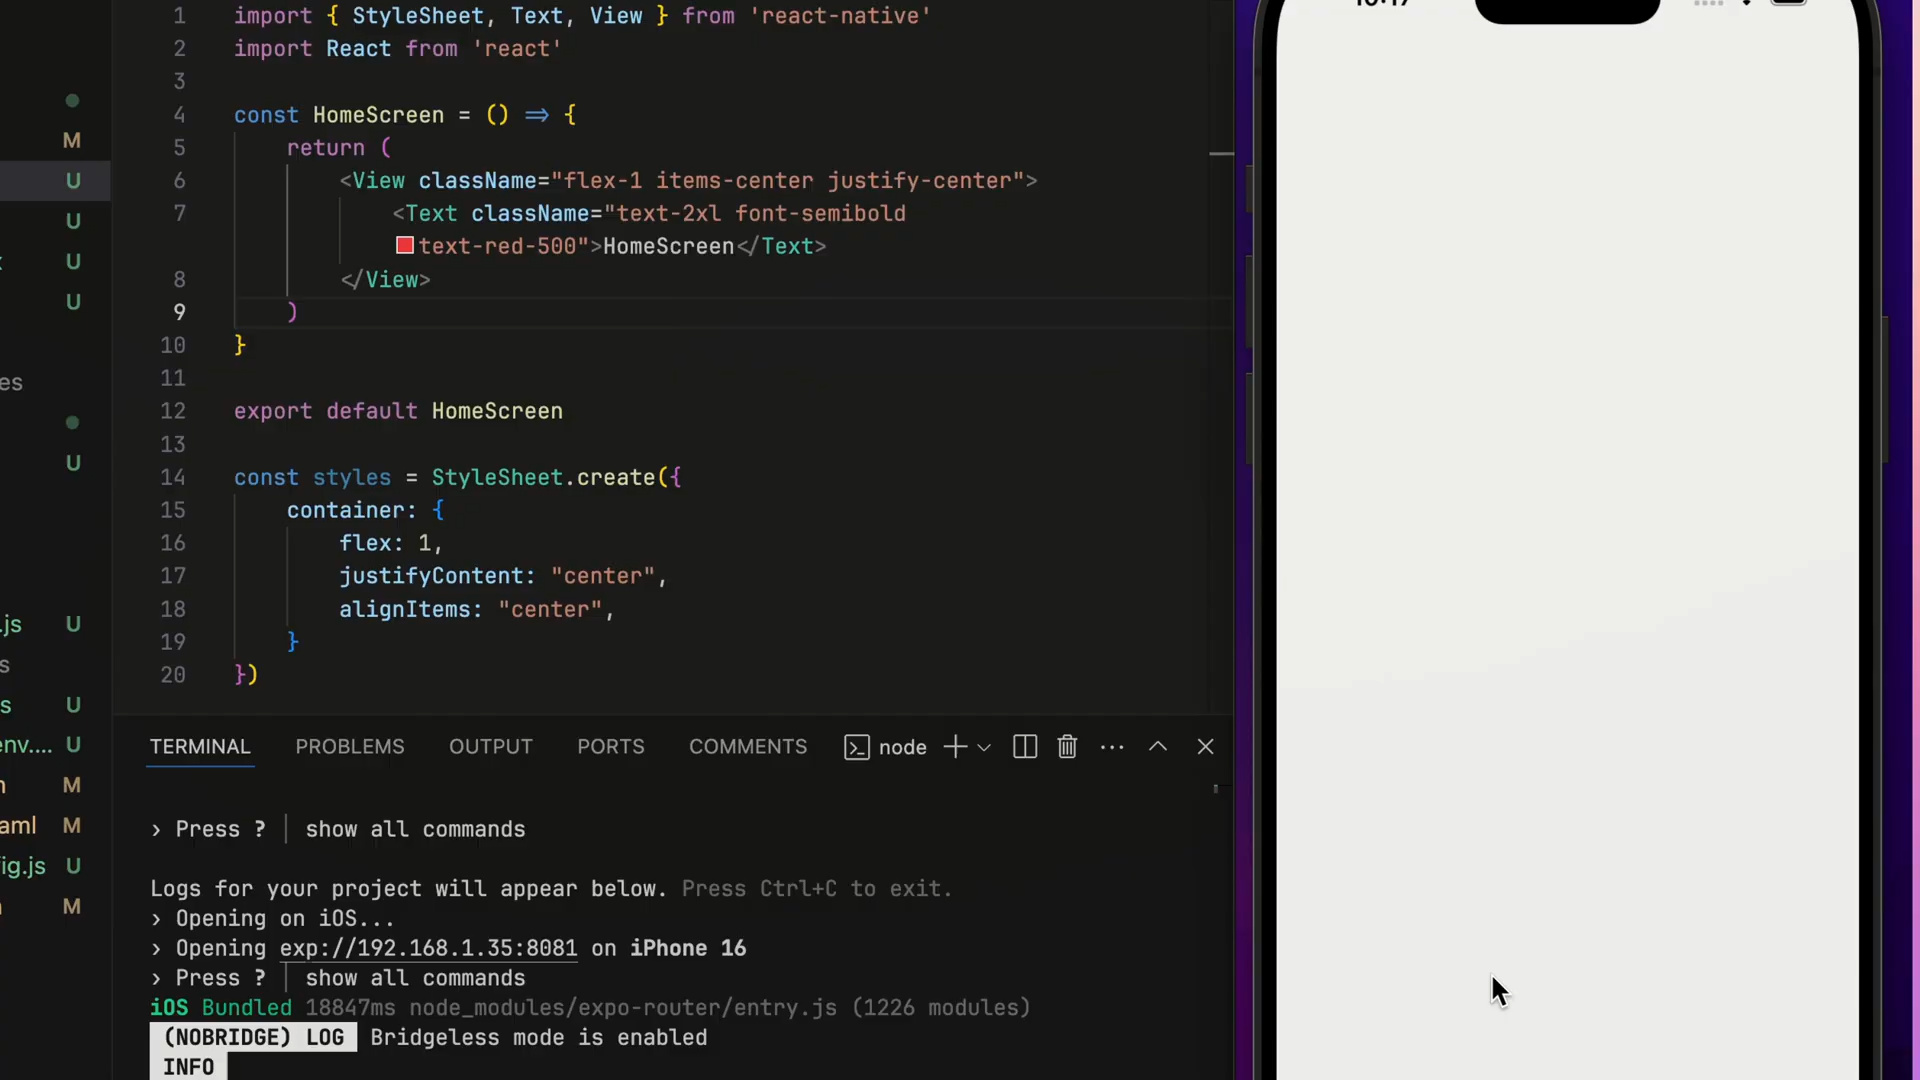 1 import { StyleSheet, Text, View } from 'react-native'
2 import React from 'react'
3
4 const HomeScreen = () => {
5 return (
6 <View className="flex-1 items-center justify-center">
7 <Text className="text-2xl font-semibold
text-red-500">HomeScreen</Text>
8 </View>
9 )
10 }
11
12 export default HomeScreen
13
14 const styles = StyleSheet.create({
15 container: {
16 flex: 1,
17 justifyContent: "center",
18 alignItems: "center",
19 }
20 })
M
U
U
U
U
es
U
.js U
s
s U
env.... U
M
aml M
ig.js U
M
TERMINAL PROBLEMS OUTPUT PORTS COMMENTS node
› Press ? │ show all commands
Logs for your project will appear below. Press Ctrl+C to exit.
› Opening on iOS...
› Opening exp://192.168.1.35:8081 on iPhone 16
› Press ? │ show all commands
iOS Bundled 18847ms node_modules/expo-router/entry.js (1226 modules)
(NOBRIDGE) LOG Bridgeless mode is enabled
INFO